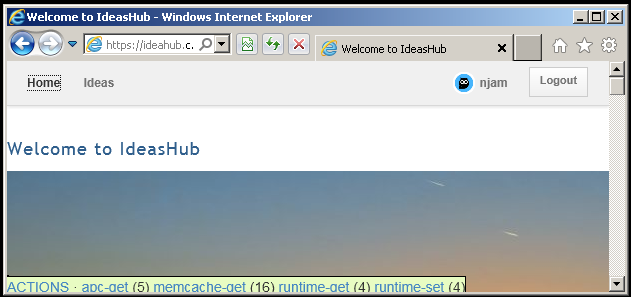 Welcome to IdeasHub - Windows Internet Explorer
https://ideahub.c.
Welcome to IdeasHub
Home Ideas njam Logout
Welcome to IdeasHub
ACTIONS · apc-get (5) memcache-get (16) runtime-get (4) runtime-set (4)